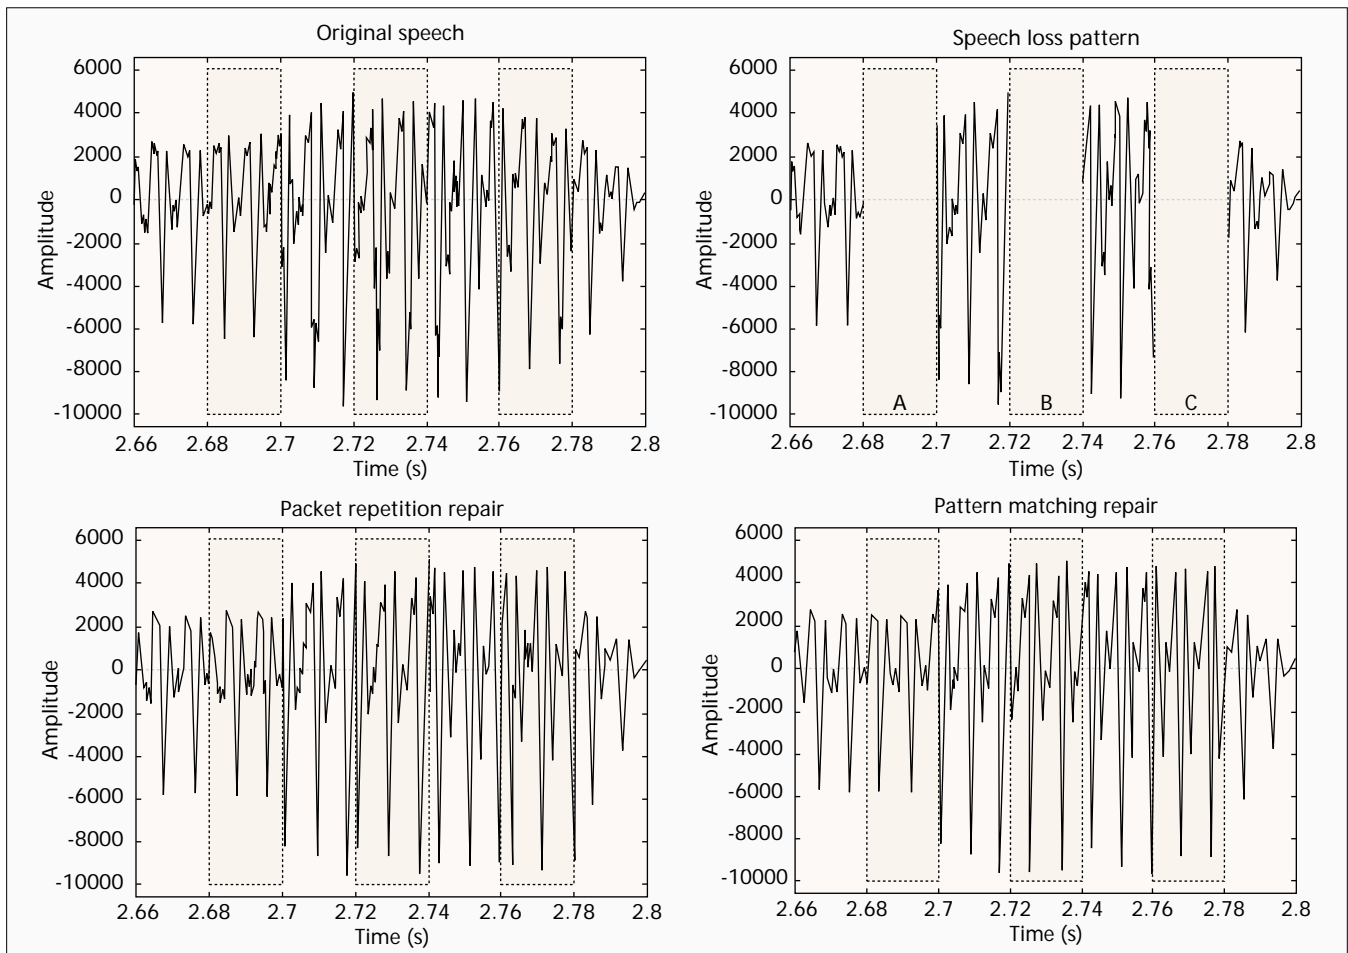 Original speech
6000
4000
2000
0
-2000
-4000
-6000
-8000
-10000
Amplitude
2.66 2.68 2.7 2.72 2.74 2.76 2.78 2.8
Time (s)
Speech loss pattern
6000
4000
2000
0
-2000
-4000
-6000
-8000
-10000
Amplitude
A B C
2.66 2.68 2.7 2.72 2.74 2.76 2.78 2.8
Time (s)
Packet repetition repair
6000
4000
2000
0
-2000
-4000
-6000
-8000
-10000
Amplitude
2.66 2.68 2.7 2.72 2.74 2.76 2.78 2.8
Time (s)
Pattern matching repair
6000
4000
2000
0
-2000
-4000
-6000
-8000
-10000
Amplitude
2.66 2.68 2.7 2.72 2.74 2.76 2.78 2.8
Time (s)